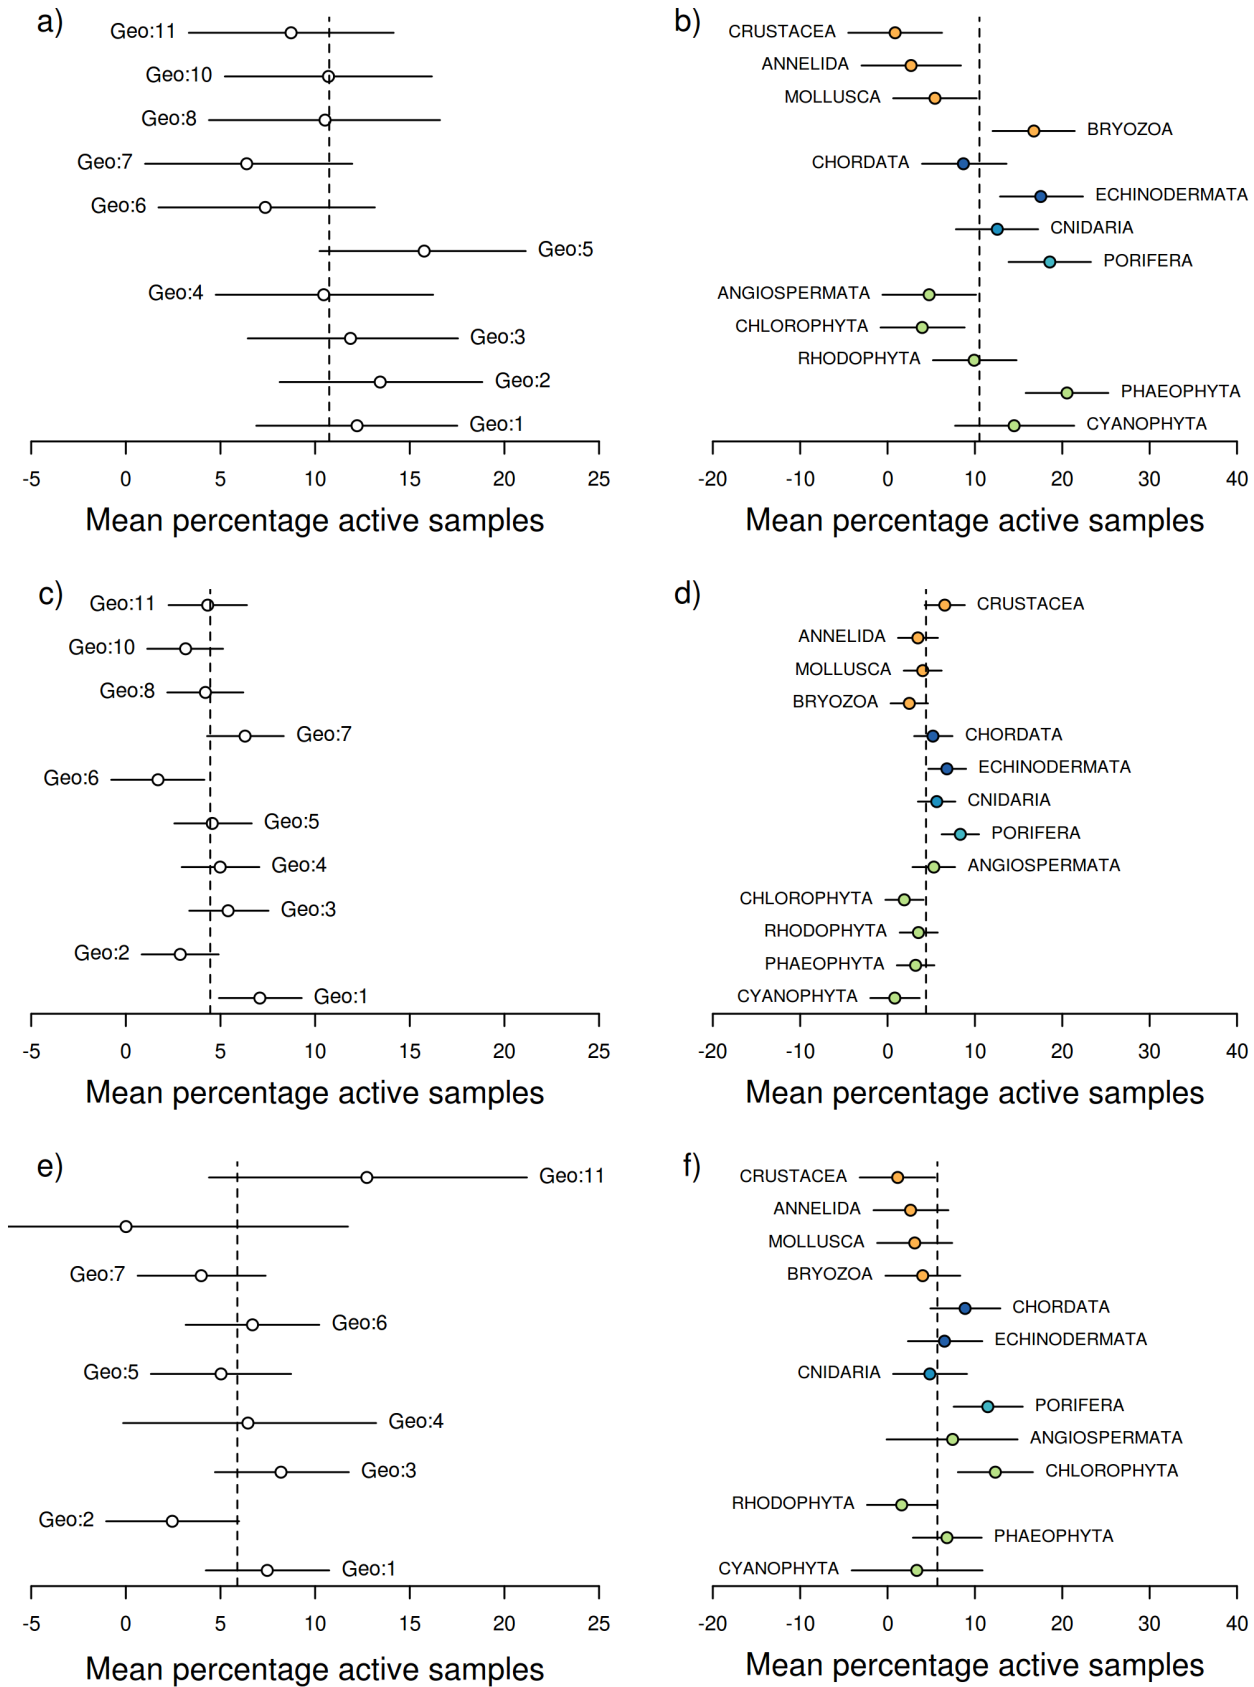 a)
Geo:11
Geo:10
Geo:8
Geo:7
Geo:6
Geo:5
Geo:4
Geo:3
Geo:2
Geo:1
-5 0 5 10 15 20 25
Mean percentage active samples
b)
CRUSTACEA
ANNELIDA
MOLLUSCA
BRYOZOA
CHORDATA
ECHINODERMATA
CNIDARIA
PORIFERA
ANGIOSPERMATA
CHLOROPHYTA
RHODOPHYTA
PHAEOPHYTA
CYANOPHYTA
-20 -10 0 10 20 30 40
Mean percentage active samples
c)
Geo:11
Geo:10
Geo:8
Geo:7
Geo:6
Geo:5
Geo:4
Geo:3
Geo:2
Geo:1
-5 0 5 10 15 20 25
Mean percentage active samples
d)
CRUSTACEA
ANNELIDA
MOLLUSCA
BRYOZOA
CHORDATA
ECHINODERMATA
CNIDARIA
PORIFERA
ANGIOSPERMATA
CHLOROPHYTA
RHODOPHYTA
PHAEOPHYTA
CYANOPHYTA
-20 -10 0 10 20 30 40
Mean percentage active samples
e)
Geo:11
Geo:7
Geo:6
Geo:5
Geo:4
Geo:3
Geo:2
Geo:1
-5 0 5 10 15 20 25
Mean percentage active samples
f)
CRUSTACEA
ANNELIDA
MOLLUSCA
BRYOZOA
CHORDATA
ECHINODERMATA
CNIDARIA
PORIFERA
ANGIOSPERMATA
CHLOROPHYTA
RHODOPHYTA
PHAEOPHYTA
CYANOPHYTA
-20 -10 0 10 20 30 40
Mean percentage active samples